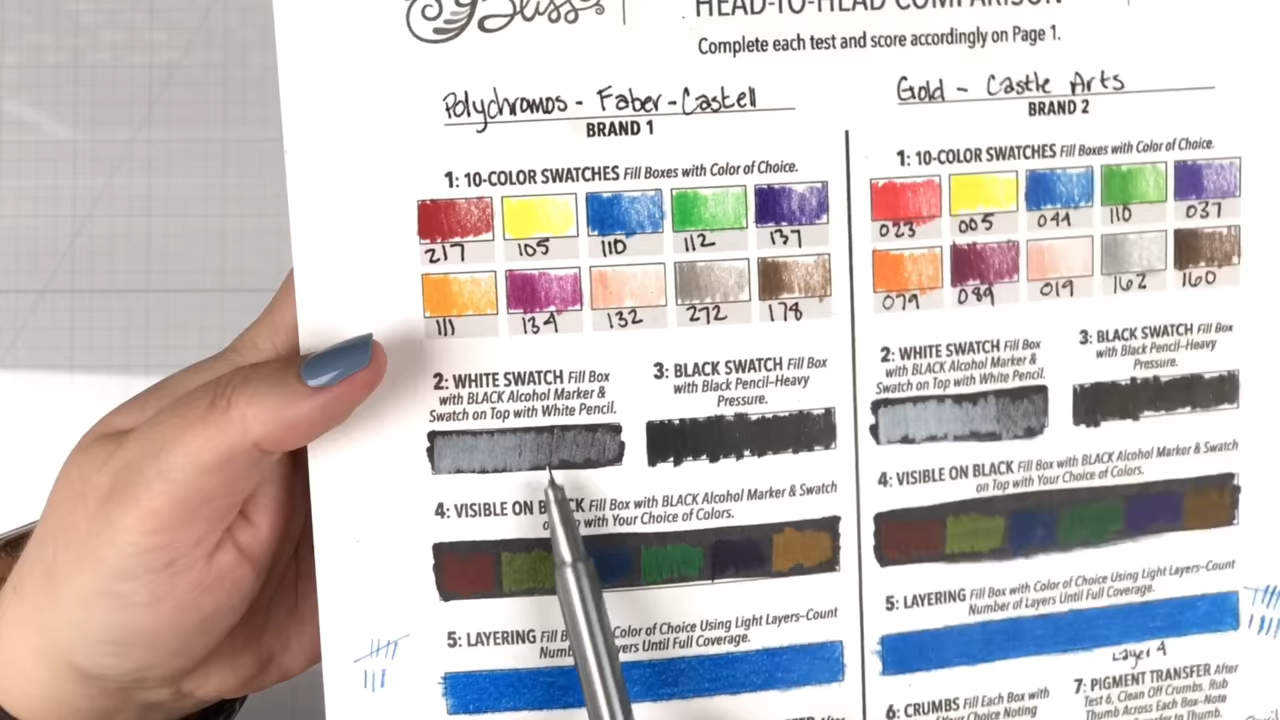 Bliss
HEAD-TO-HEAD COMPARISON
Complete each test and score accordingly on Page 1.
Polychromos - Faber-Castell
BRAND 1
1: 10-COLOR SWATCHES Fill Boxes with Color of Choice.
217 105 110 112 137
111 134 132 272 178
2: WHITE SWATCH Fill Box
with BLACK Alcohol Marker &
Swatch on Top with White Pencil.
3: BLACK SWATCH Fill Box
with Black Pencil–Heavy
Pressure.
4: VISIBLE ON BLACK Fill Box with BLACK Alcohol Marker & Swatch
on Top with Your Choice of Colors.
5: LAYERING Fill Color of Choice Using Light Layers–Count
Until Full Coverage.
Gold - Castle Arts
BRAND 2
1: 10-COLOR SWATCHES Fill Boxes with Color of Choice.
023 005 044 110 037
079 089 019 162 160
2: WHITE SWATCH Fill Box
with BLACK Alcohol Marker &
Swatch on Top with White Pencil.
3: BLACK SWATCH Fill Box
with Black Pencil–Heavy
Pressure.
4: VISIBLE ON BLACK Fill Box with BLACK Alcohol Marker & Swatch
on Top with Your Choice of Colors.
5: LAYERING Fill Box with Color of Choice Using Light Layers–Count
Number of Layers Until Full Coverage.
Layer 4
6: CRUMBS Fill Each Box with
Your Choice Noting
7: PIGMENT TRANSFER After
Test 6, Clean Off Crumbs. Rub
Thumb Across Each Box–Note
to Thumb.